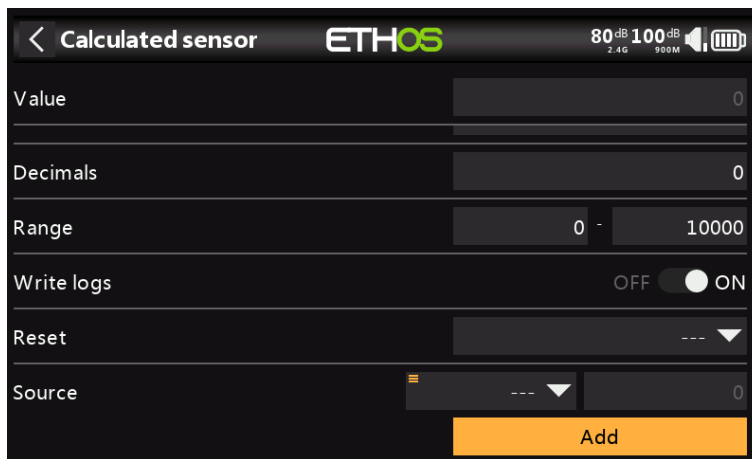 Calculated sensor ETHOS 80dB 2.4G 100dB 900M
Value 0
Decimals 0
Range 0 - 10000
Write logs OFF ON
Reset ---
Source --- 0
Add